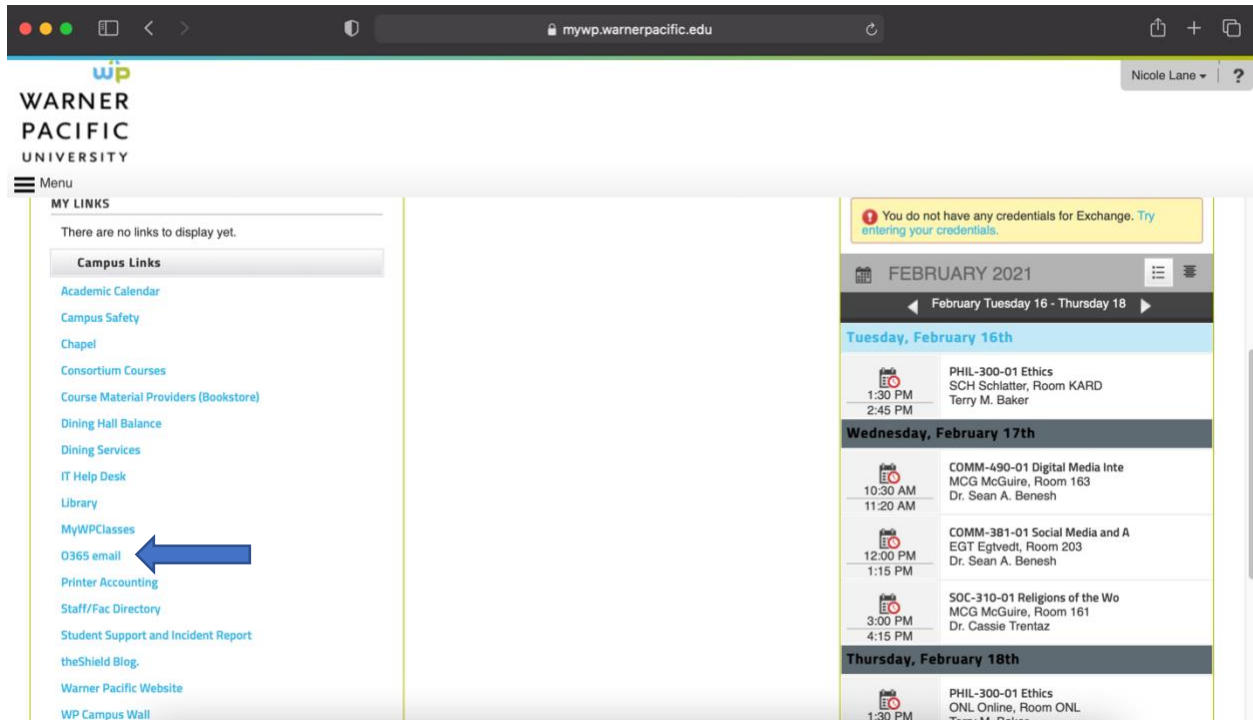 mywp.warnerpacific.edu
wp
WARNER
PACIFIC
UNIVERSITY
Nicole Lane
?
Menu
MY LINKS
There are no links to display yet.
Campus Links
Academic Calendar
Campus Safety
Chapel
Consortium Courses
Course Material Providers (Bookstore)
Dining Hall Balance
Dining Services
IT Help Desk
Library
MyWPClasses
O365 email
Printer Accounting
Staff/Fac Directory
Student Support and Incident Report
theShield Blog.
Warner Pacific Website
WP Campus Wall
You do not have any credentials for Exchange. Try
entering your credentials.
FEBRUARY 2021
February Tuesday 16 - Thursday 18
Tuesday, February 16th
1:30 PM
2:45 PM
PHIL-300-01 Ethics
SCH Schlatter, Room KARD
Terry M. Baker
Wednesday, February 17th
10:30 AM
11:20 AM
COMM-490-01 Digital Media Inte
MCG McGuire, Room 163
Dr. Sean A. Benesh
12:00 PM
1:15 PM
COMM-381-01 Social Media and A
EGT Egtvedt, Room 203
Dr. Sean A. Benesh
3:00 PM
4:15 PM
SOC-310-01 Religions of the Wo
MCG McGuire, Room 161
Dr. Cassie Trentaz
Thursday, February 18th
1:30 PM
PHIL-300-01 Ethics
ONL Online, Room ONL
Terry M. Baker